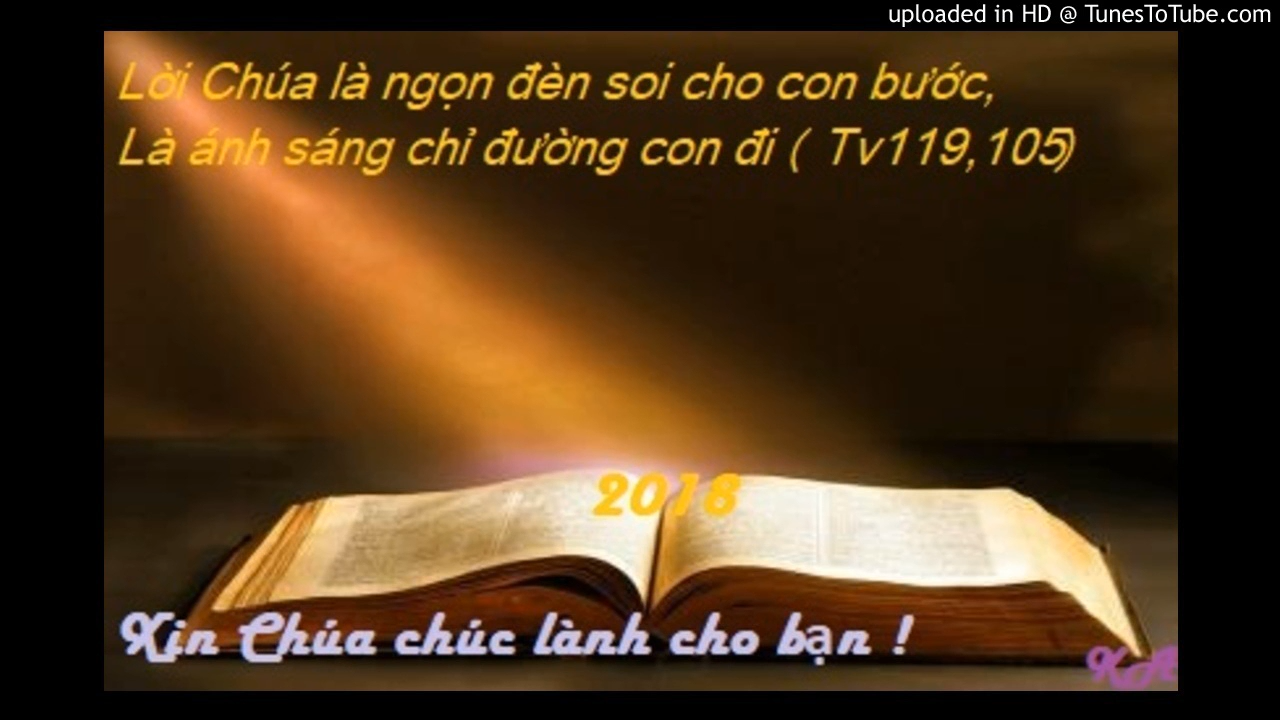 uploaded in HD @ TunesToTube.com
Lời Chúa là ngọn đèn soi cho con bước,
Là ánh sáng chỉ đường con đi ( Tv119,105)
2018
Xin Chúa chúc lành cho bạn !
KA